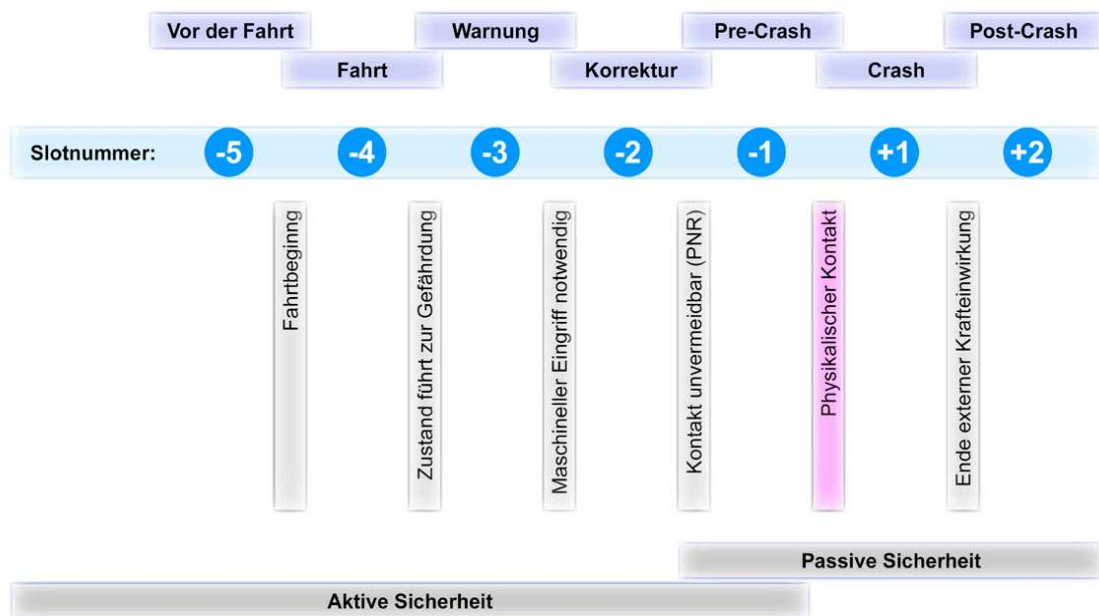 Vor der Fahrt
Warnung
Pre-Crash
Post-Crash
Fahrt
Korrektur
Crash
Slotnummer:
-5
-4
-3
-2
-1
+1
+2
Fahrtbeginng
Zustand führt zur Gefährdung
Maschineller Eingriff notwendig
Kontakt unvermeidbar (PNR)
Physikalischer Kontakt
Ende externer Krafteinwirkung
Passive Sicherheit
Aktive Sicherheit